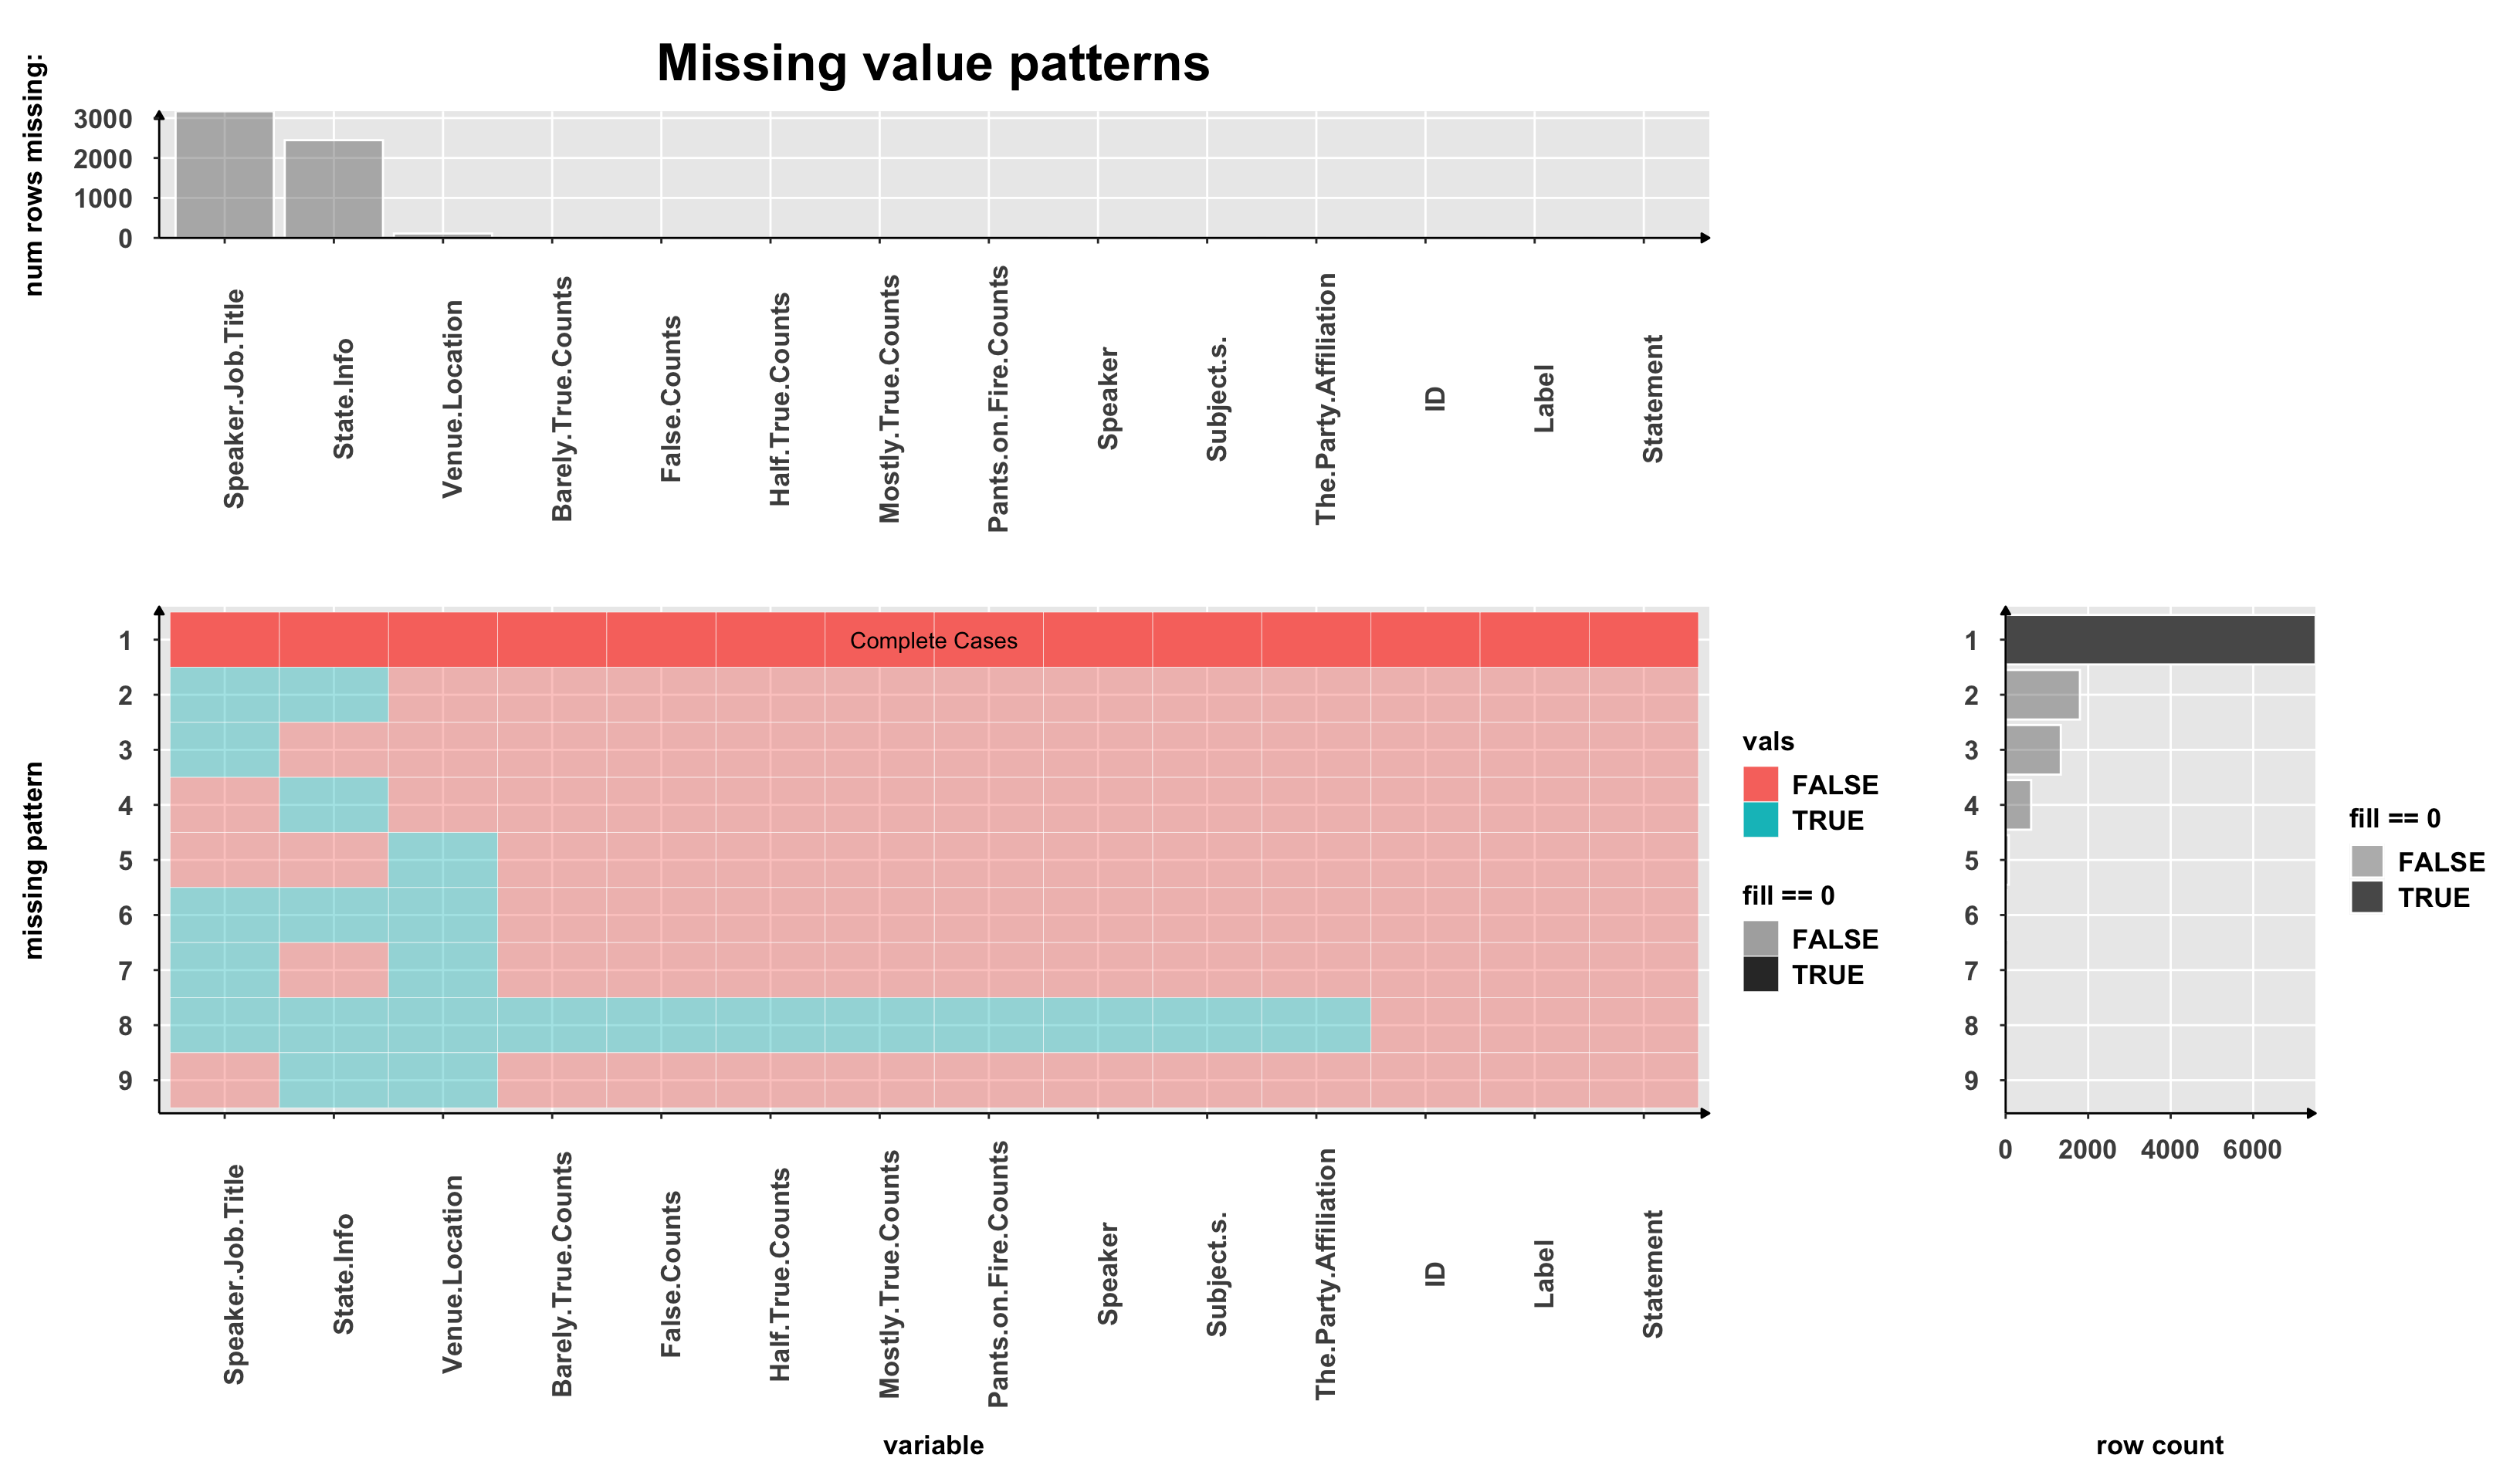 Missing value patterns
num rows missing:
3000
2000
1000
0
Speaker.Job.Title
State.Info
Venue.Location
Barely.True.Counts
False.Counts
Half.True.Counts
Mostly.True.Counts
Pants.on.Fire.Counts
Speaker
Subject.s.
The.Party.Affiliation
ID
Label
Statement
missing pattern
1
2
3
4
5
6
7
8
9
Complete Cases
Speaker.Job.Title
State.Info
Venue.Location
Barely.True.Counts
False.Counts
Half.True.Counts
Mostly.True.Counts
Pants.on.Fire.Counts
Speaker
Subject.s.
The.Party.Affiliation
ID
Label
Statement
variable
vals
FALSE
TRUE
fill == 0
FALSE
TRUE
1
2
3
4
5
6
7
8
9
0 2000 4000 6000
row count
fill == 0
FALSE
TRUE